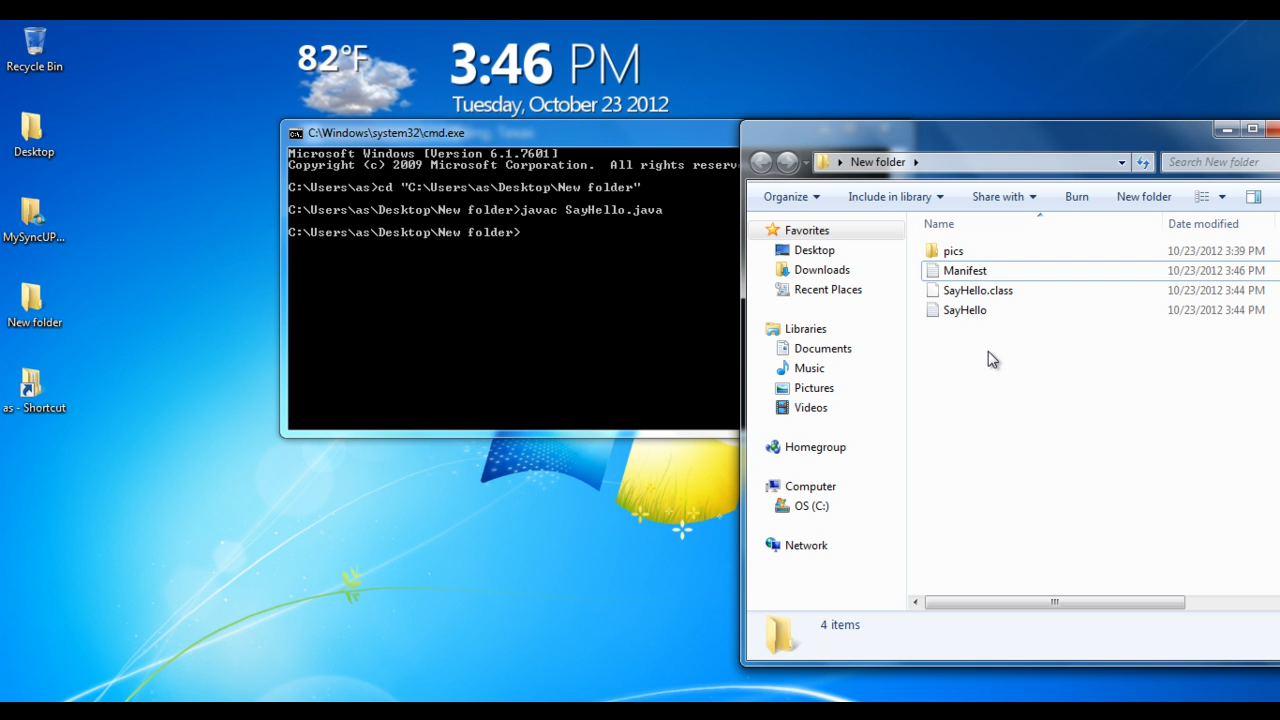 Recycle Bin
Desktop
MySyncUP...
New folder
as - Shortcut
82°F
3:46 PM
Tuesday, October 23 2012
C:\Windows\system32\cmd.exe
Microsoft Windows [Version 6.1.7601]
Copyright (c) 2009 Microsoft Corporation. All rights reserv
C:\Users\as>cd "C:\Users\as\Desktop\New folder"
C:\Users\as\Desktop\New folder>javac SayHello.java
C:\Users\as\Desktop\New folder>
New folder
Search New folder
Organize Include in library Share with Burn New folder
Name Date modified
Favorites
Desktop
Downloads
Recent Places
Libraries
Documents
Music
Pictures
Videos
Homegroup
Computer
OS (C:)
Network
pics 10/23/2012 3:39 PM
Manifest 10/23/2012 3:46 PM
SayHello.class 10/23/2012 3:44 PM
SayHello 10/23/2012 3:44 PM
4 items